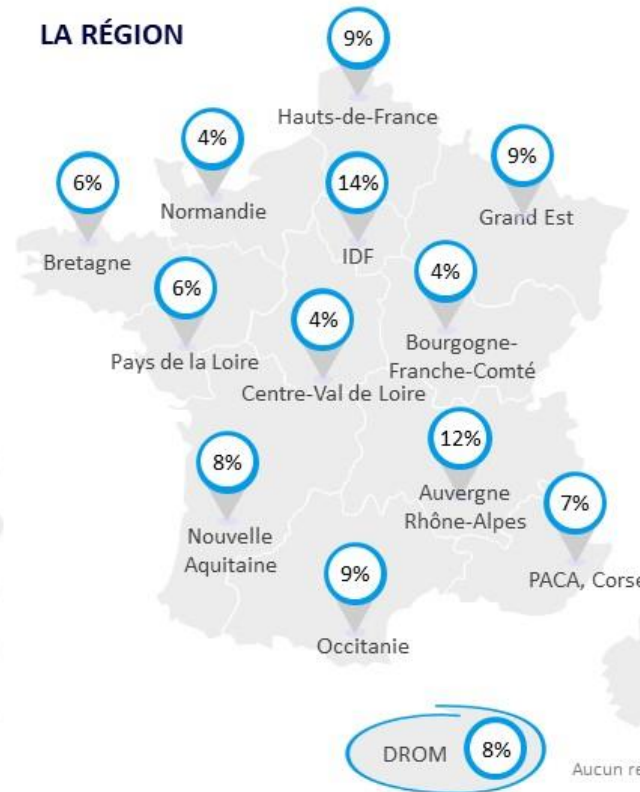 LA RÉGION
9%
Hauts-de-France
4%
Normandie
9%
Grand Est
6%
Bretagne
14%
IDF
6%
Pays de la Loire
4%
Centre-Val de Loire
4%
Bourgogne-
Franche-Comté
8%
Nouvelle
Aquitaine
12%
Auvergne
Rhône-Alpes
7%
PACA, Corse
9%
Occitanie
DROM 8%
Aucun